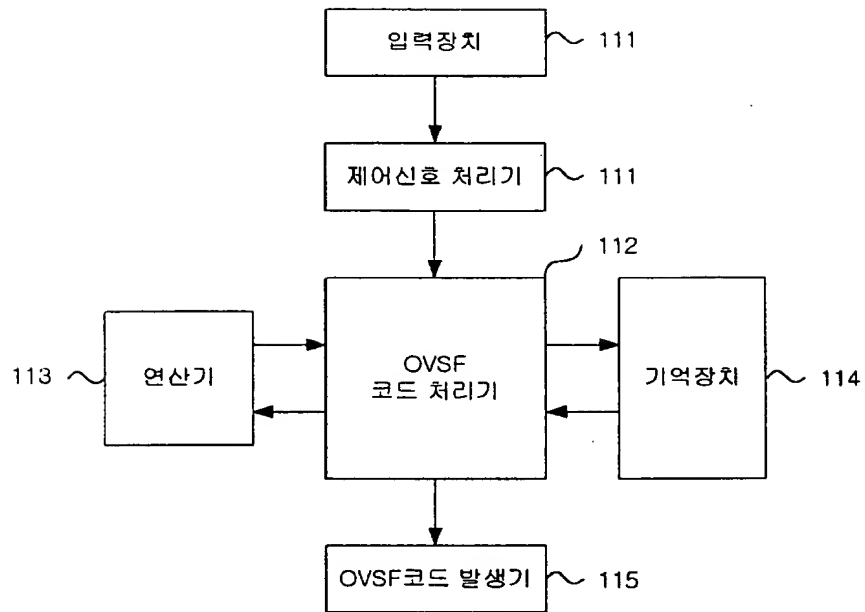 입력장치 111
제어신호 처리기 111
112
113 연산기
OVSF
코드 처리기
기억장치 114
OVSF코드 발생기 115